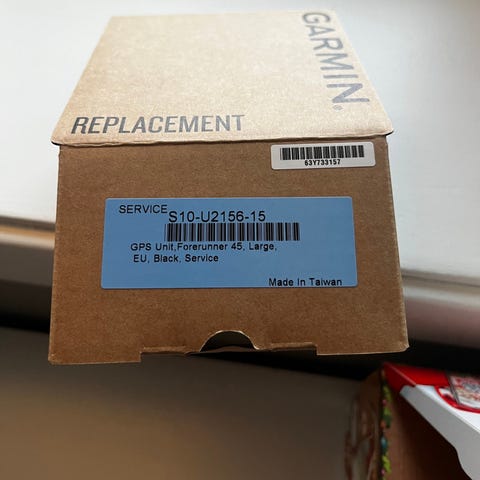 GARMIN®
REPLACEMENT
63Y733157
SERVICE S10-U2156-15
GPS Unit,Forerunner 45, Large,
EU, Black, Service
Made In Taiwan